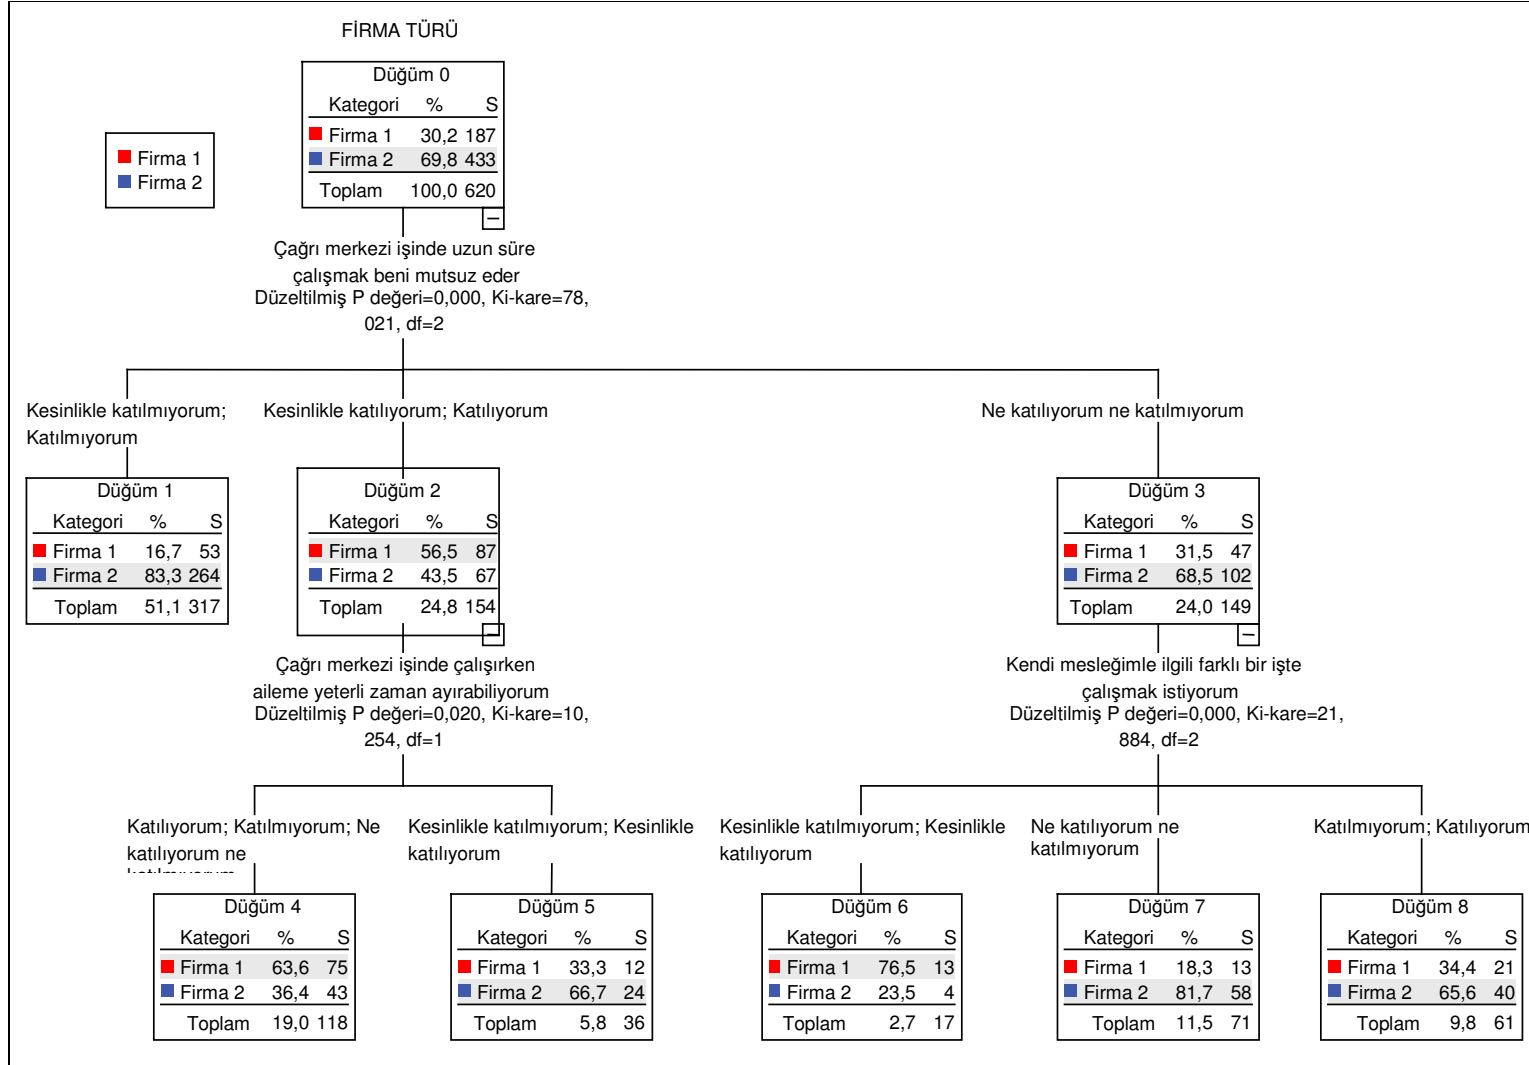 FİRMA TÜRÜ
Düğüm 0
Kategori % S
Firma 1 30,2 187
Firma 2 69,8 433
Toplam 100,0 620
Firma 1
Firma 2
Çağrı merkezi işinde uzun süre
çalışmak beni mutsuz eder
Düzeltilmiş P değeri=0,000, Ki-kare=78,
021, df=2
Kesinlikle katılmıyorum;
Katılmıyorum
Kesinlikle katılıyorum; Katılıyorum
Ne katılıyorum ne katılmıyorum
Düğüm 1
Kategori % S
Firma 1 16,7 53
Firma 2 83,3 264
Toplam 51,1 317
Düğüm 2
Kategori % S
Firma 1 56,5 87
Firma 2 43,5 67
Toplam 24,8 154
Düğüm 3
Kategori % S
Firma 1 31,5 47
Firma 2 68,5 102
Toplam 24,0 149
Çağrı merkezi işinde çalışırken
aileme yeterli zaman ayırabiliyorum
Düzeltilmiş P değeri=0,020, Ki-kare=10,
254, df=1
Kendi mesleğimle ilgili farklı bir işte
çalışmak istiyorum
Düzeltilmiş P değeri=0,000, Ki-kare=21,
884, df=2
Katılıyorum; Katılmıyorum; Ne
katılıyorum ne
Kesinlikle katılmıyorum; Kesinlikle
katılıyorum
Kesinlikle katılmıyorum; Kesinlikle
katılıyorum
Ne katılıyorum ne
katılmıyorum
Katılmıyorum; Katılıyorum
Düğüm 4
Kategori % S
Firma 1 63,6 75
Firma 2 36,4 43
Toplam 19,0 118
Düğüm 5
Kategori % S
Firma 1 33,3 12
Firma 2 66,7 24
Toplam 5,8 36
Düğüm 6
Kategori % S
Firma 1 76,5 13
Firma 2 23,5 4
Toplam 2,7 17
Düğüm 7
Kategori % S
Firma 1 18,3 13
Firma 2 81,7 58
Toplam 11,5 71
Düğüm 8
Kategori % S
Firma 1 34,4 21
Firma 2 65,6 40
Toplam 9,8 61